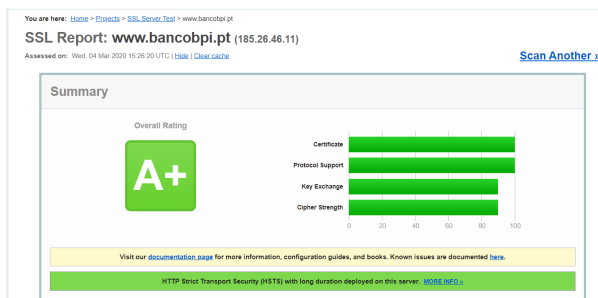 You are here: Home > Projects > SSL Server Test > www.bancobpi.pt
SSL Report: www.bancobpi.pt (185.26.46.11)
Assessed on: Wed, 04 Mar 2020 15:26:20 UTC | Hide | Clear cache
Scan Another »
Summary
Overall Rating
A+
Certificate
Protocol Support
Key Exchange
Cipher Strength
0 20 40 60 80 100
Visit our documentation page for more information, configuration guides, and books. Known issues are documented here.
HTTP Strict Transport Security (HSTS) with long duration deployed on this server. MORE INFO »